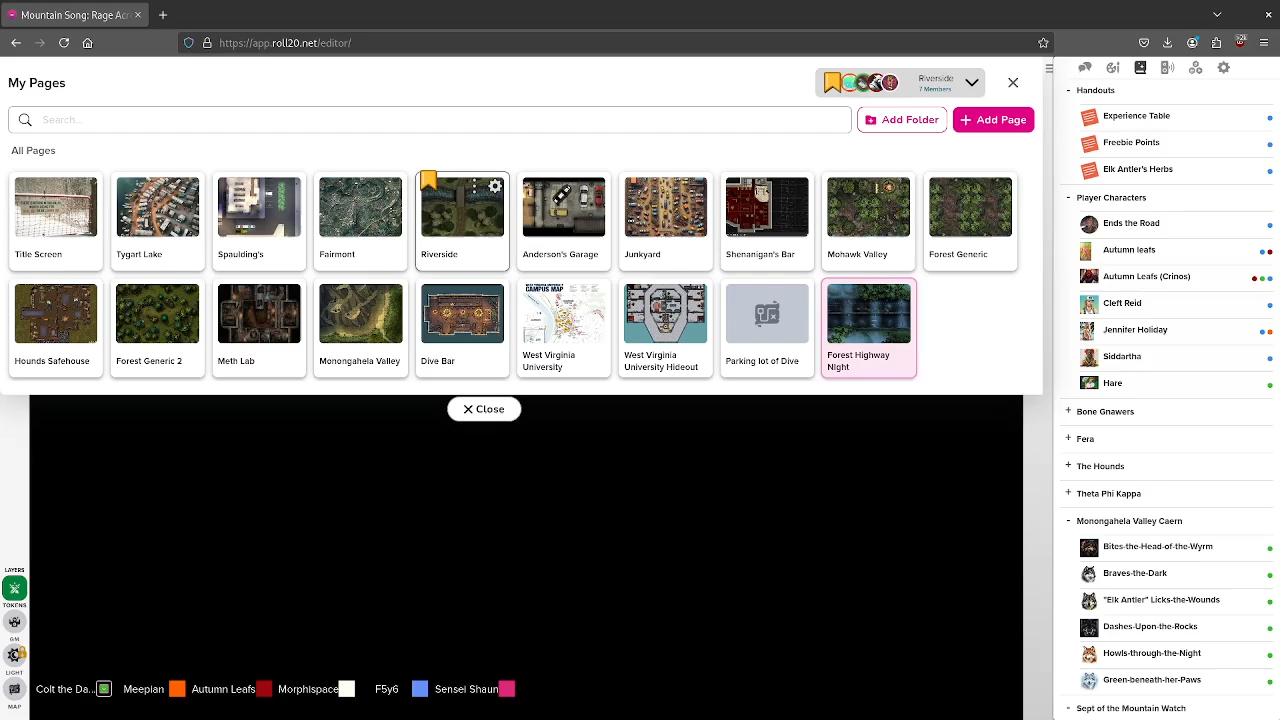 Mountain Song: Rage Acr
https://app.roll20.net/editor/
My Pages
Riverside
7 Members
Search...
Add Folder
Add Page
All Pages
Title Screen
Tygart Lake
Spaulding's
Fairmont
Riverside
Anderson's Garage
Junkyard
Shenanigan's Bar
Mohawk Valley
Forest Generic
Hounds Safehouse
Forest Generic 2
Meth Lab
Monongahela Valley
Dive Bar
CAMPUS MAP
West Virginia
University
West Virginia
University Hideout
Parking lot of Dive
Forest Highway
Night
Close
LAYERS
TOKENS
GM
LIGHT
MAP
Colt the Da...
Meepian
Autumn Leafs
Morphispace
F5y6
Sensei Shaun
Handouts
Experience Table
Freebie Points
Elk Antler's Herbs
Player Characters
Ends the Road
Autumn leafs
Autumn Leafs (Crinos)
Cleft Reid
Jennifer Holiday
Siddartha
Hare
Bone Gnawers
Fera
The Hounds
Theta Phi Kappa
Monongahela Valley Caern
Bites-the-Head-of-the-Wyrm
Braves-the-Dark
"Elk Antler" Licks-the-Wounds
Dashes-Upon-the-Rocks
Howls-through-the-Night
Green-beneath-her-Paws
Sept of the Mountain Watch